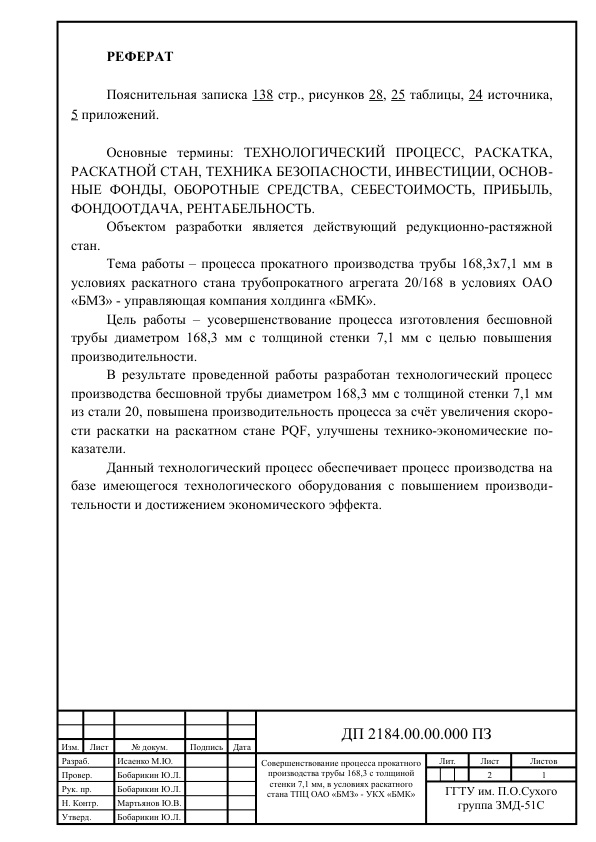 РЕФЕРАТ
Пояснительная записка 138 стр., рисунков 28, 25 таблицы, 24 источника,
5 приложений.
Основные термины: ТЕХНОЛОГИЧЕСКИЙ ПРОЦЕСС, РАСКАТКА,
РАСКАТНОЙ СТАН, ТЕХНИКА БЕЗОПАСНОСТИ, ИНВЕСТИЦИИ, ОСНОВ-
НЫЕ ФОНДЫ, ОБОРОТНЫЕ СРЕДСТВА, СЕБЕСТОИМОСТЬ, ПРИБЫЛЬ,
ФОНДООТДАЧА, РЕНТАБЕЛЬНОСТЬ.
Объектом разработки является действующий редукционно-растяжной
стан.
Тема работы – процесса прокатного производства трубы 168,3х7,1 мм в
условиях раскатного стана трубопрокатного агрегата 20/168 в условиях ОАО
«БМЗ» - управляющая компания холдинга «БМК».
Цель работы – усовершенствование процесса изготовления бесшовной
трубы диаметром 168,3 мм с толщиной стенки 7,1 мм с целью повышения
производительности.
В результате проведенной работы разработан технологический процесс
производства бесшовной трубы диаметром 168,3 мм с толщиной стенки 7,1 мм
из стали 20, повышена производительность процесса за счёт увеличения скоро-
сти раскатки на раскатном стане PQF, улучшены технико-экономические по-
казатели.
Данный технологический процесс обеспечивает процесс производства на
базе имеющегося технологического оборудования с повышением производи-
тельности и достижением экономического эффекта.
ДП 2184.00.00.000 ПЗ
Изм. Лист № докум. Подпись Дата
Разраб. Исаенко М.Ю.
Провер. Бобарикин Ю.Л.
Рук. пр. Бобарикин Ю.Л.
Н. Контр. Мартьянов Ю.В.
Утверд. Бобарикин Ю.Л.
Совершенствование процесса прокатного
производства трубы 168,3 с толщиной
стенки 7,1 мм, в условиях раскатного
стана ТПЦ ОАО «БМЗ» - УКХ «БМК»
Лит. Лист Листов
2 1
ГГТУ им. П.О.Сухого
группа ЗМД-51С